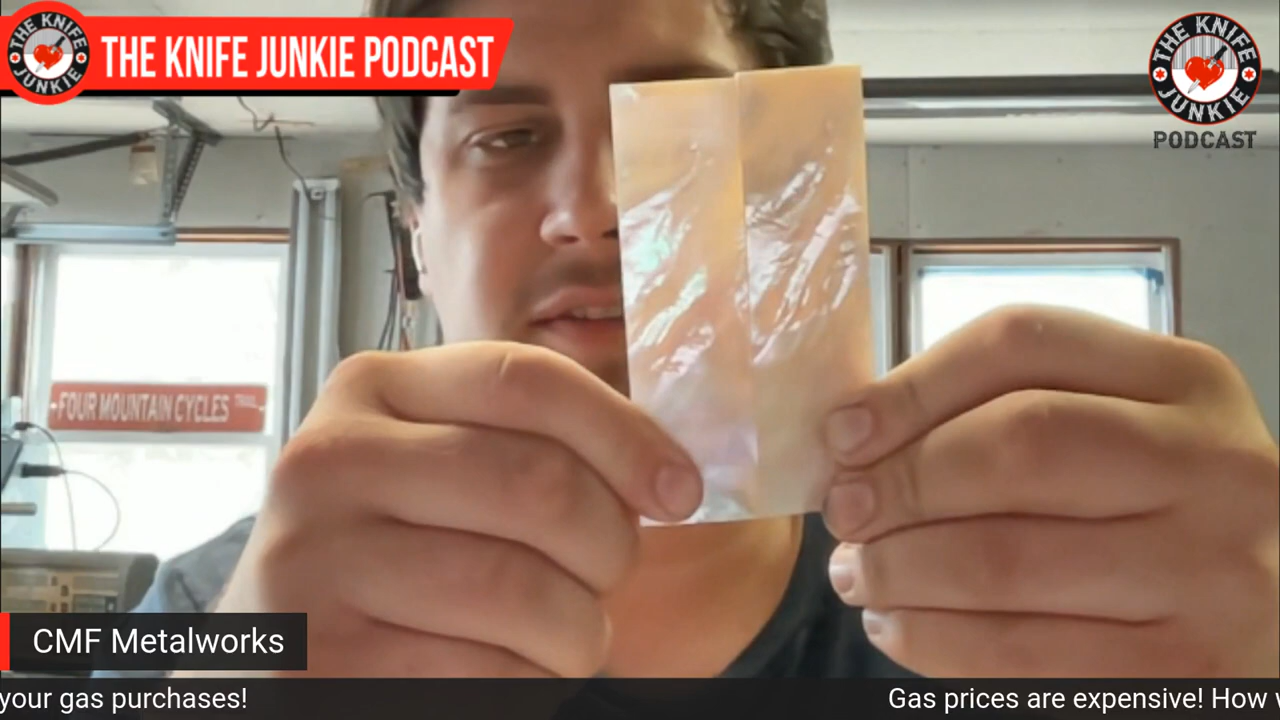 THE KNIFE JUNKIE
THE KNIFE JUNKIE PODCAST
THE KNIFE JUNKIE
PODCAST
FOUR MOUNTAIN CYCLES TRAIL
CMF Metalworks
your gas purchases!
Gas prices are expensive! How